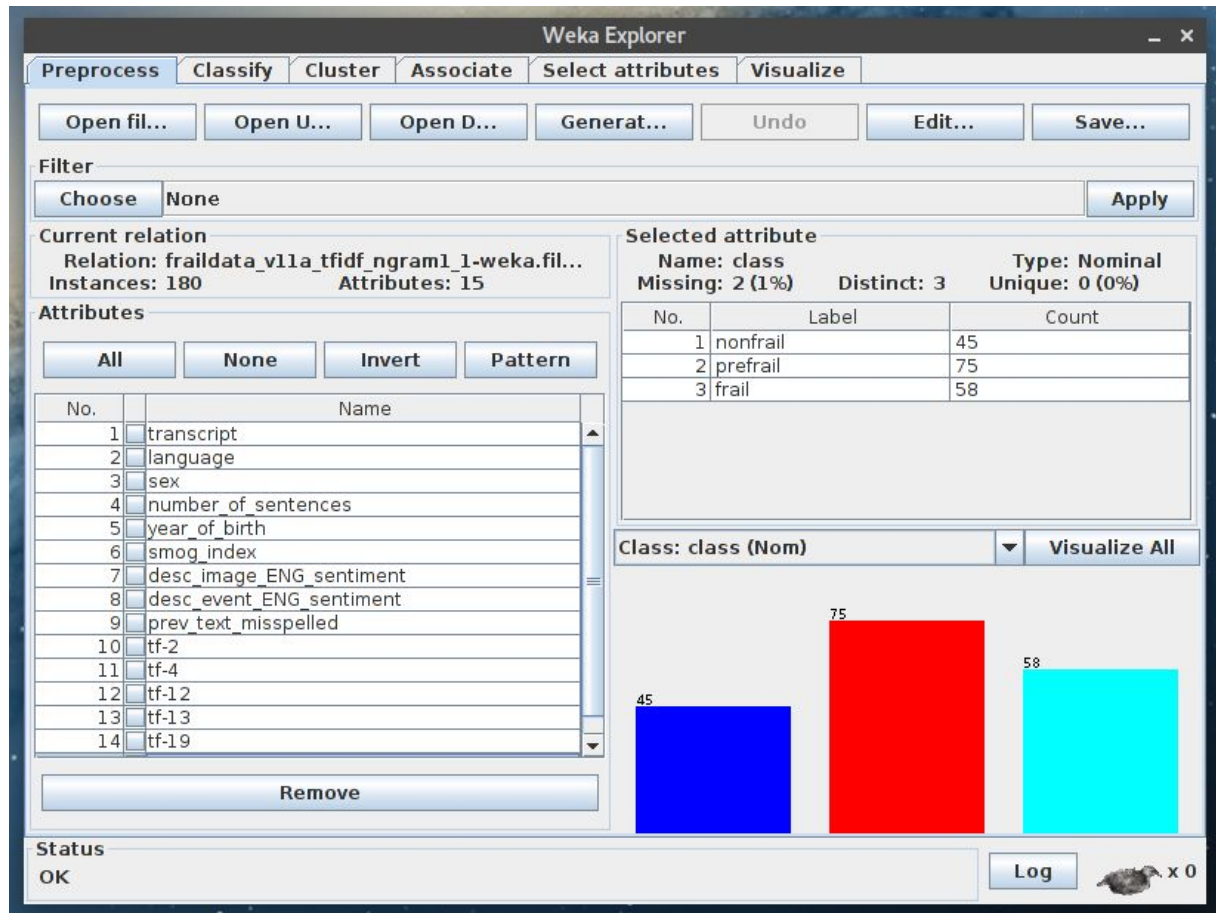 Weka Explorer
Preprocess Classify Cluster Associate Select attributes Visualize
Open fil... Open U... Open D... Generat... Undo Edit... Save...
Filter
Choose None Apply
Current relation
Relation: fraildata_v11a_tfidf_ngram1_1-weka.fil...
Instances: 180 Attributes: 15
Attributes
All None Invert Pattern
No. Name
1 transcript
2 language
3 sex
4 number_of_sentences
5 year_of_birth
6 smog_index
7 desc_image_ENG_sentiment
8 desc_event_ENG_sentiment
9 prev_text_misspelled
10 tf-2
11 tf-4
12 tf-12
13 tf-13
14 tf-19
Remove
Selected attribute
Name: class Type: Nominal
Missing: 2 (1%) Distinct: 3 Unique: 0 (0%)
No. Label Count
1 nonfrail 45
2 prefrail 75
3 frail 58
Class: class (Nom) Visualize All
45
75
58
Status
OK
Log x 0